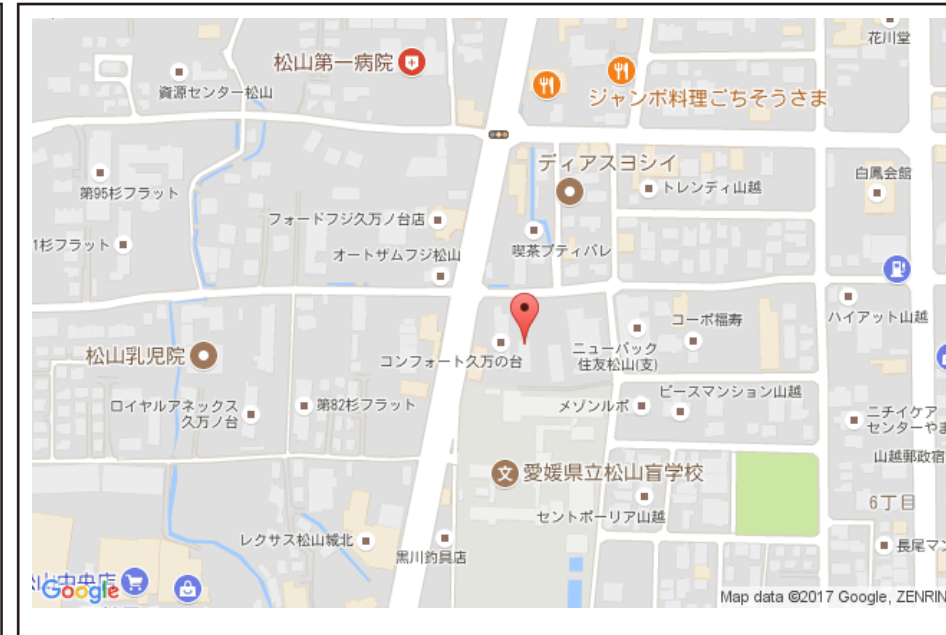 花川堂
松山第一病院
資源センター松山
ジャンボ料理ごちそうさま
ディアスヨシイ
白鳳会館
第95杉フラット
トレンディ山越
フォードフジ久万ノ台店
1杉フラット
オートザムフジ松山
喫茶プティバレ
コーポ福寿
ハイアット山越
松山乳児院
コンフォート久万の台
ニューバック
住友松山(支)
ピースマンション山越
ロイヤルアネックス
久万ノ台
第82杉フラット
メゾンルポ
ニチイケア
センターやま
山越郵政宿
愛媛県立松山盲学校
6丁目
セントポーリア山越
レクサス松山城北
黒川釣具店
長尾マン
山中央店
Google
Map data ©2017 Google, ZENRIN